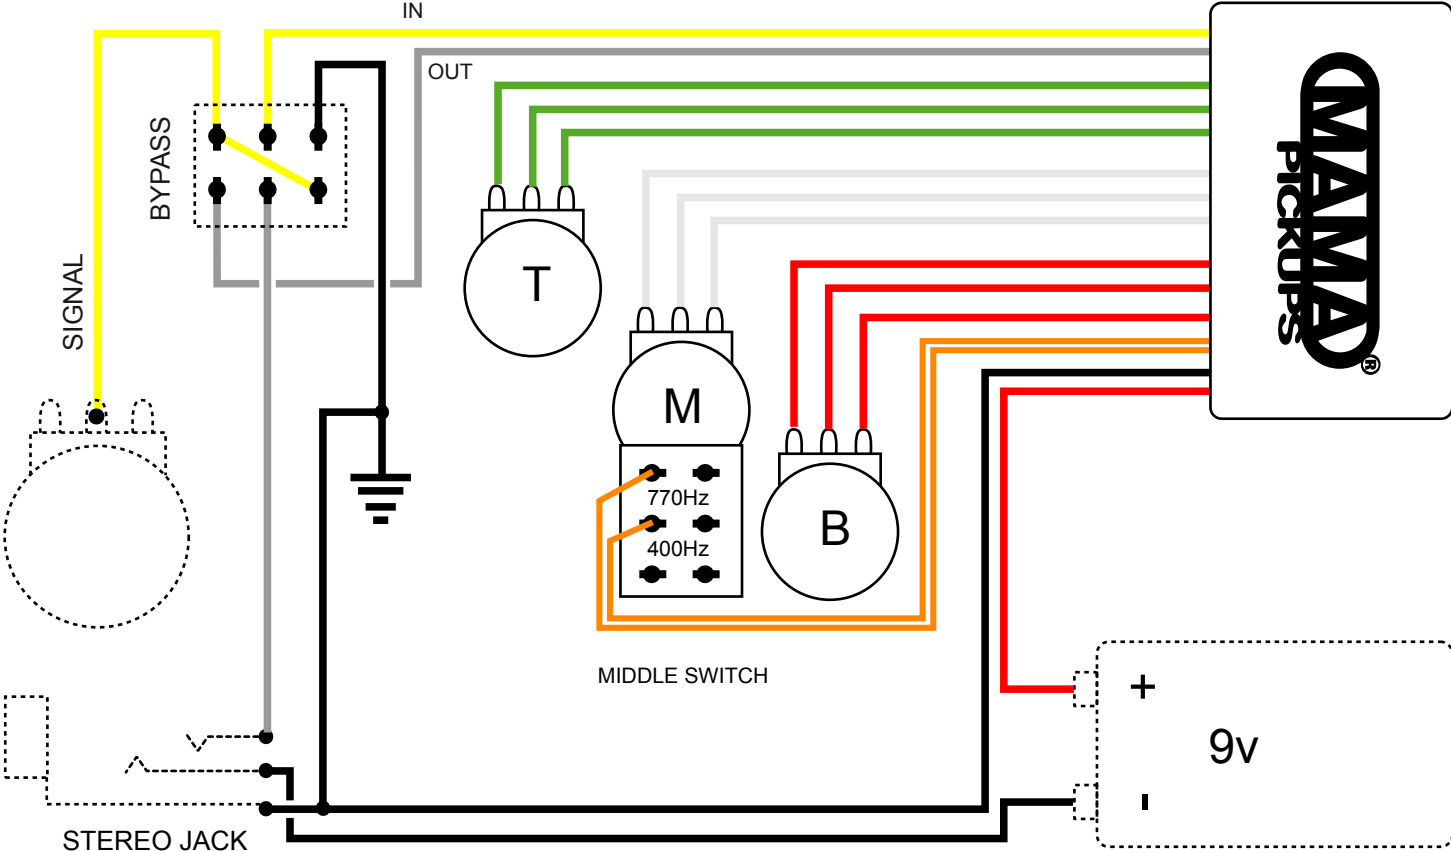 IN
OUT
BYPASS
SIGNAL
MAMA
PICKUPS
®
T
M
770Hz
400Hz
B
MIDDLE SWITCH
+
9v
-
STEREO JACK